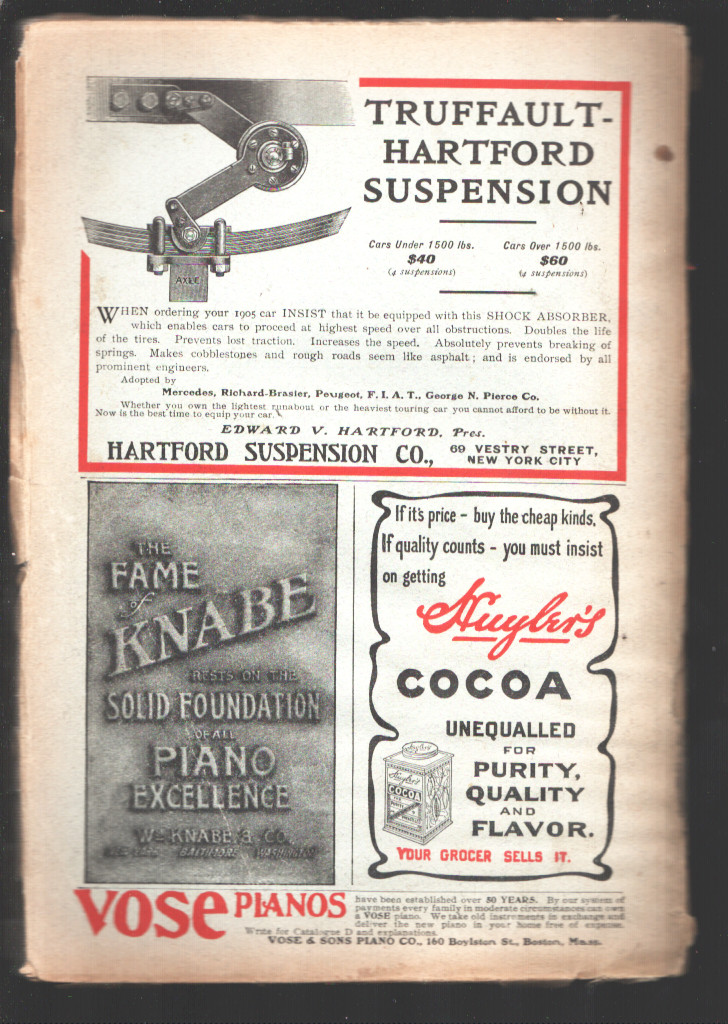 TRUFFAULT-
HARTFORD
SUSPENSION
Cars Under 1500 lbs.
$40
(4 suspensions)
Cars Over 1500 lbs.
$60
(4 suspensions)
AXLE
WHEN ordering your 1905 car INSIST that it be equipped with this SHOCK ABSORBER,
which enables cars to proceed at highest speed over all obstructions. Doubles the life
of the tires. Prevents lost traction. Increases the speed. Absolutely prevents breaking of
springs. Makes cobblestones and rough roads seem like asphalt; and is endorsed by all
prominent engineers.
Adopted by
Mercedes, Richard-Brasier, Peugeot, F. I. A. T., George N. Pierce Co.
Whether you own the lightest runabout or the heaviest touring car you cannot afford to be without it.
Now is the best time to equip your car.
EDWARD V. HARTFORD, Pres.
HARTFORD SUSPENSION CO., 69 VESTRY STREET,
NEW YORK CITY
THE
FAME
of
KNABE
RESTS ON THE
SOLID FOUNDATION
OF ALL
PIANO
EXCELLENCE
WM KNABE & CO.
BALTIMORE WASHINGTON
If it's price - buy the cheap kinds.
If quality counts - you must insist
on getting
Huyler's
COCOA
UNEQUALLED
FOR
PURITY,
QUALITY
AND
FLAVOR.
Huyler's
COCOA
YOUR GROCER SELLS IT.
VOSE PIANOS
have been established over 50 YEARS. By our system of
payments every family in moderate circumstances can own
a VOSE piano. We take old instruments in exchange and
deliver the new piano in your home free of expense.
Write for Catalogue D and explanations.
VOSE & SONS PIANO CO., 160 Boylston St., Boston, Mass.